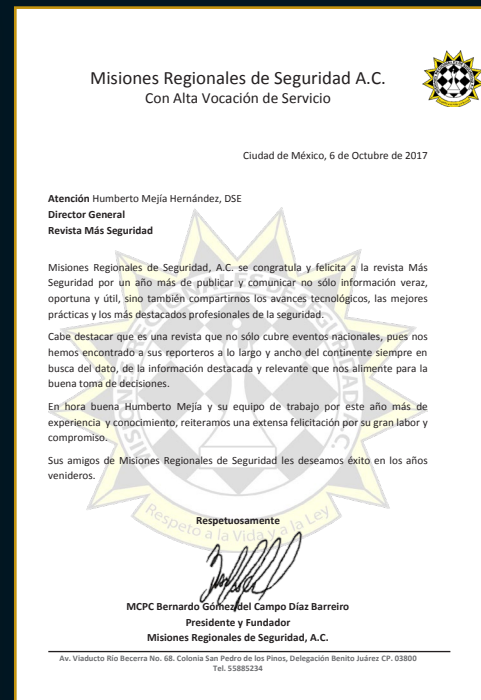 Misiones Regionales de Seguridad A.C.
Con Alta Vocación de Servicio
Ciudad de México, 6 de Octubre de 2017
Atención Humberto Mejía Hernández, DSE
Director General
Revista Más Seguridad
Misiones Regionales de Seguridad, A.C. se congratula y felicita a la revista Más
Seguridad por un año más de publicar y comunicar no sólo información veraz,
oportuna y útil, sino también compartirnos los avances tecnológicos, las mejores
prácticas y los más destacados profesionales de la seguridad.
Cabe destacar que es una revista que no sólo cubre eventos nacionales, pues nos
hemos encontrado a sus reporteros a lo largo y ancho del continente siempre en
busca del dato, de la información destacada y relevante que nos alimente para la
buena toma de decisiones.
En hora buena Humberto Mejía y su equipo de trabajo por este año más de
experiencia y conocimiento, reiteramos una extensa felicitación por su gran labor y
compromiso.
Sus amigos de Misiones Regionales de Seguridad les deseamos éxito en los años
venideros.
MISIONES REGIONALES DE SEGURIDAD A.C.
Respeto a la Vida y a la Ley
Respetuosamente
MCPC Bernardo Gómez del Campo Díaz Barreiro
Presidente y Fundador
Misiones Regionales de Seguridad, A.C.
Av. Viaducto Río Becerra No. 68. Colonia San Pedro de los Pinos, Delegación Benito Juárez CP. 03800
Tel. 55885234